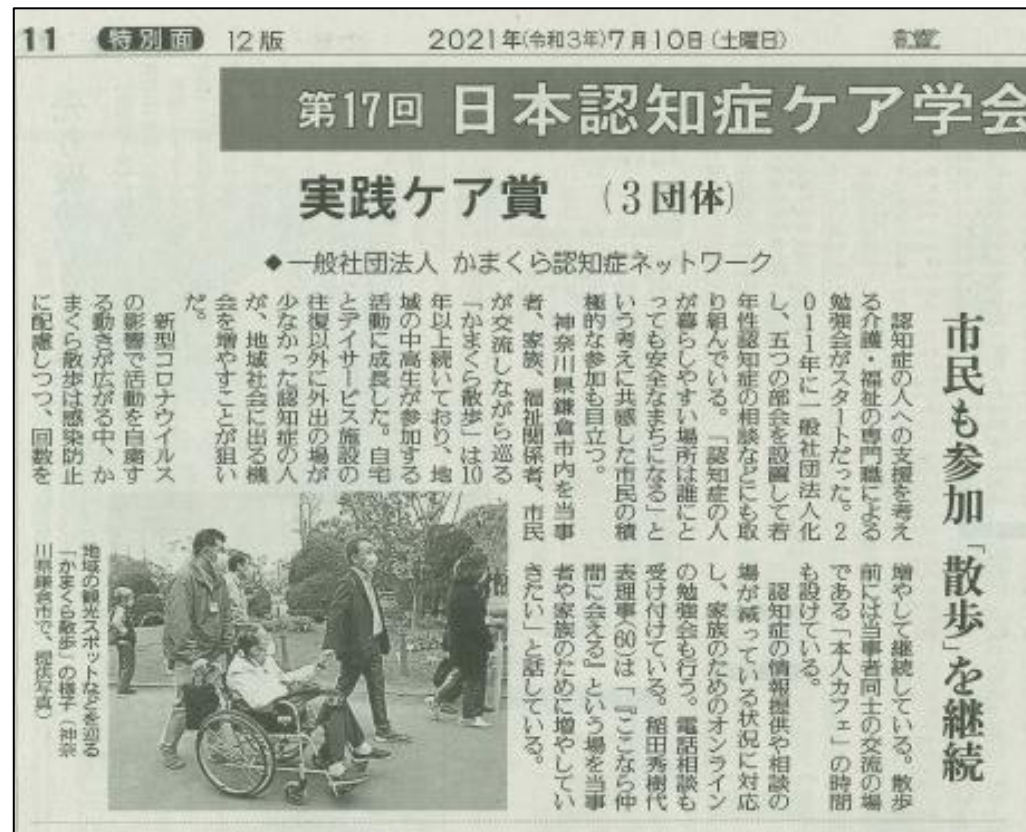 11 特別面 12版 2021年(令和3年)7月10日(土曜日) 讀
第17回 日本認知症ケア学会
実践ケア賞 (3団体)
◆一般社団法人 かまくら認知症ネットワーク
市民も参加「散歩」を継続
認知症の人への支援を考え
る介護・福祉の専門職による
勉強会がスタートだった。2
011年に一般社団法人化
し、五つの部会を設置して若
年性認知症の相談などにも取
り組んでいる。「認知症の人
が暮らしやすい場所は誰にと
っても安全なまちになる」と
いう考えに共感した市民の積
極的な参加も目立つ。
神奈川県鎌倉市内を当事
者、家族、福祉関係者、市民
が交流しながら巡る
「かまくら散歩」は10
年以上続いており、地
域の中高生が参加する
活動に成長した。自宅
とデイサービス施設の
往復以外に外出の場が
少なかった認知症の人
が、地域社会に出る機
会を増やすことが狙い
だ。
新型コロナウイルス
の影響で活動を自粛す
る動きが広がる中、か
まくら散歩は感染防止
に配慮しつつ、回数を
増やして継続している。散歩
前には当事者同士の交流の場
である「本人カフェ」の時間
も設けている。
認知症の情報提供や相談の
場が減っている状況に対応
し、家族のためのオンライン
の勉強会も行う。電話相談も
受け付けている。稲田秀樹代
表理事(60)は「『ここなら仲
間に会える』という場を当事
者や家族のために増やしてい
きたい」と話している。
地域の観光スポットなどを巡る
「かまくら散歩」の様子(神奈
川県鎌倉市で、提供写真)